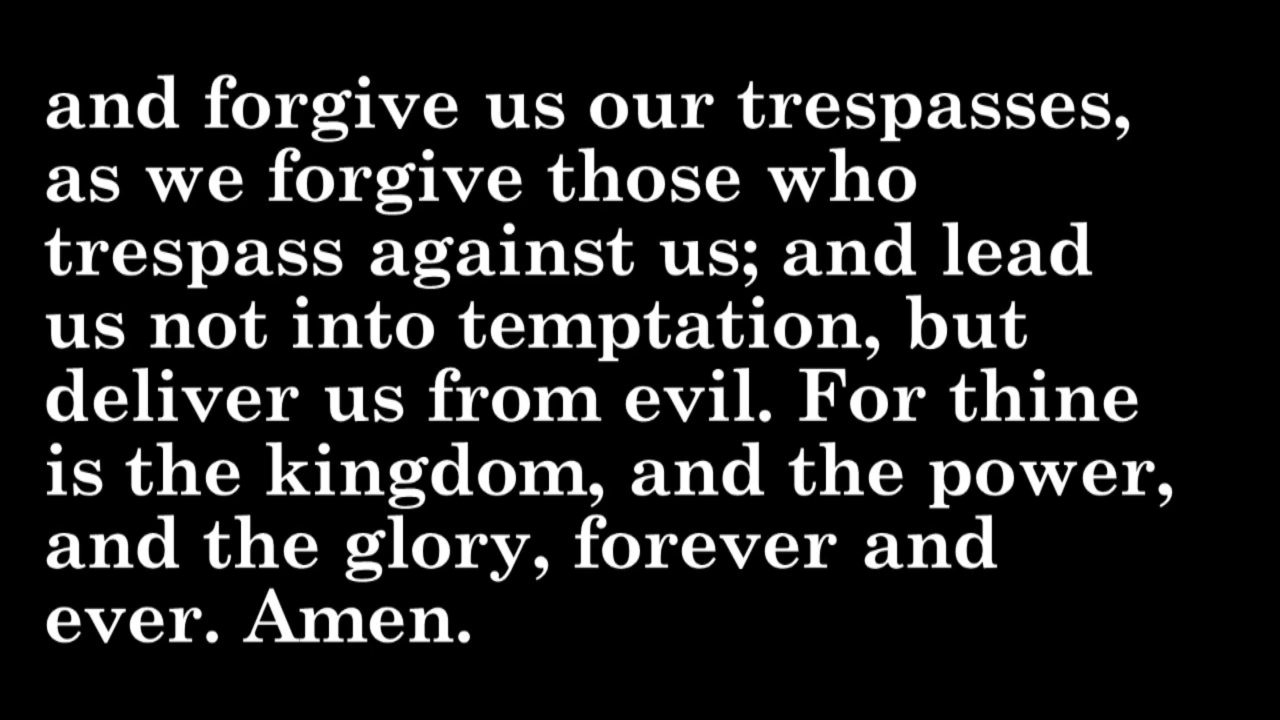 and forgive us our trespasses,
as we forgive those who
trespass against us; and lead
us not into temptation, but
deliver us from evil. For thine
is the kingdom, and the power,
and the glory, forever and
ever. Amen.